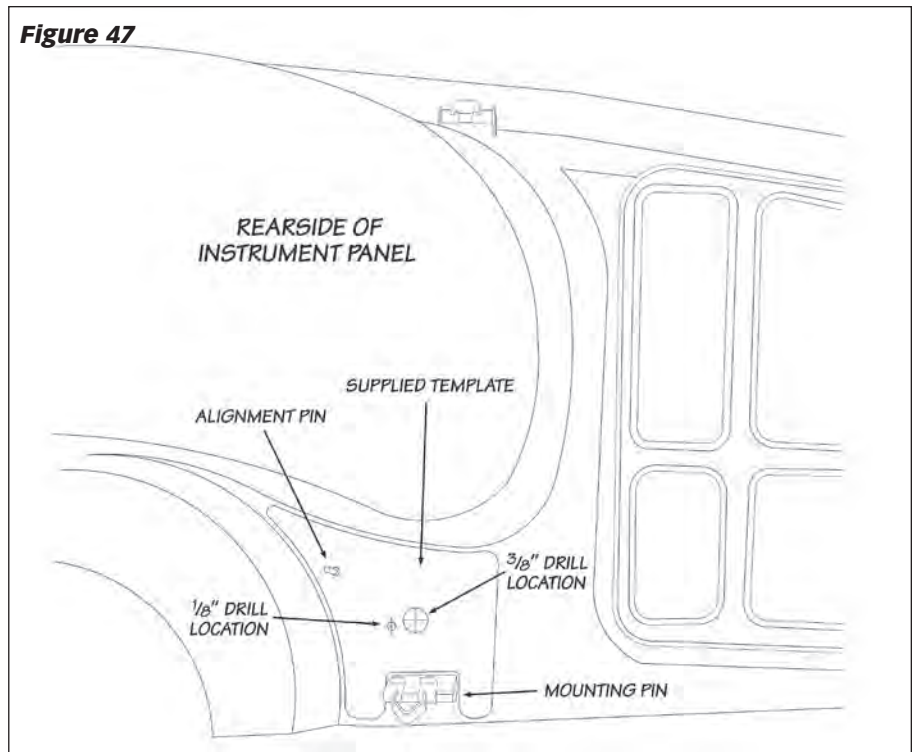 Figure 47
REARSIDE OF
INSTRUMENT PANEL
SUPPLIED TEMPLATE
ALIGNMENT PIN
3/8" DRILL
LOCATION
1/8" DRILL
LOCATION
MOUNTING PIN